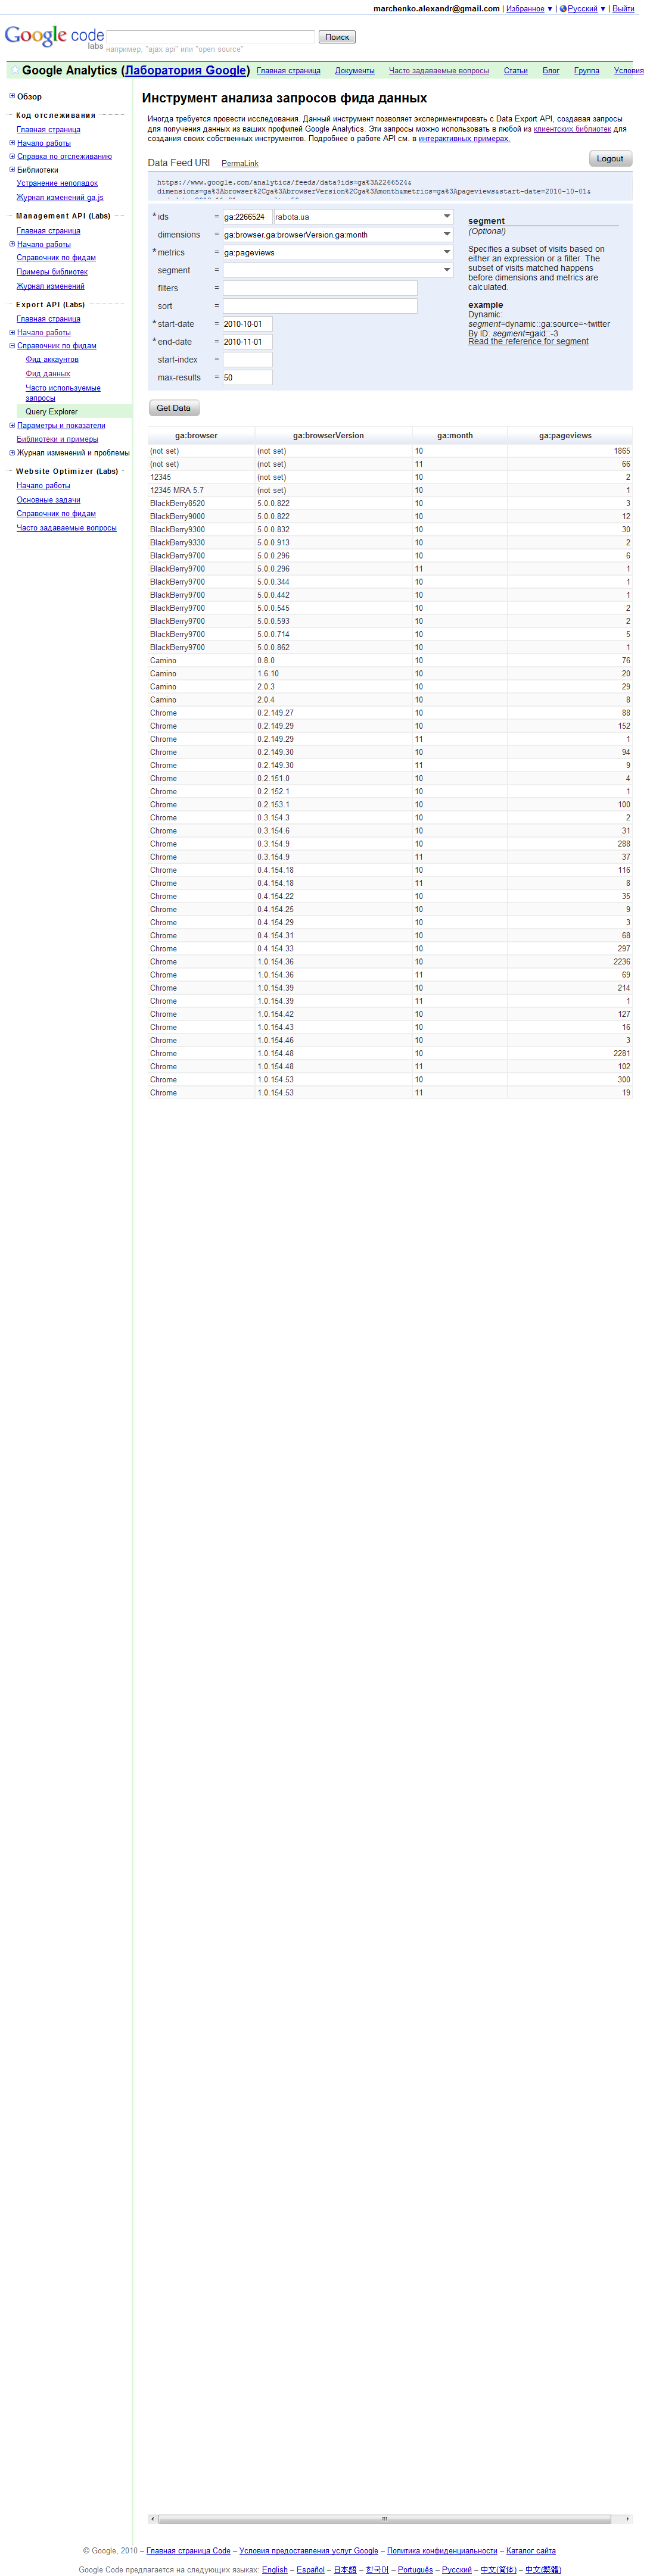 marchenko.alexandr@gmail.com | Избранное ▼ | Русский ▼ | Выйти
Google code
labs
Поиск
например, "ajax api" или "open source"
Google Analytics (Лаборатория Google) Главная страница Документы Часто задаваемые вопросы Статьи Блог Группа Условия
Обзор
Код отслеживания
Главная страница
Начало работы
Справка по отслеживанию
Библиотеки
Устранение неполадок
Журнал изменений ga.js
Management API (Labs)
Главная страница
Начало работы
Справочник по фидам
Примеры библиотек
Журнал изменений
Export API (Labs)
Главная страница
Начало работы
Справочник по фидам
Фид аккаунтов
Фид данных
Часто используемые
запросы
Query Explorer
Параметры и показатели
Библиотеки и примеры
Журнал изменений и проблемы
Website Optimizer (Labs)
Начало работы
Основные задачи
Справочник по фидам
Часто задаваемые вопросы
Инструмент анализа запросов фида данных
Иногда требуется провести исследования. Данный инструмент позволяет экспериментировать с Data Export API, создавая запросы
для получения данных из ваших профилей Google Analytics. Эти запросы можно использовать в любой из клиентских библиотек для
создания своих собственных инструментов. Подробнее о работе API см. в интерактивных примерах.
Data Feed URI PermaLink Logout
https://www.google.com/analytics/feeds/data?ids=ga%3A2266524&
dimensions=ga%3Abrowser%2Cga%3AbrowserVersion%2Cga%3Amonth&metrics=ga%3Apageviews&start-date=2010-10-01&
* ids = ga:2266524 rabota.ua
dimensions = ga:browser,ga:browserVersion,ga:month
* metrics = ga:pageviews
segment =
filters =
sort =
* start-date = 2010-10-01
* end-date = 2010-11-01
start-index =
max-results = 50
segment
(Optional)
Specifies a subset of visits based on
either an expression or a filter. The
subset of visits matched happens
before dimensions and metrics are
calculated.
example
Dynamic:
segment=dynamic::ga:source=~twitter
By ID: segment=gaid::-3
Read the reference for segment
Get Data
ga:browser ga:browserVersion ga:month ga:pageviews
(not set) (not set) 10 1865
(not set) (not set) 11 66
12345 (not set) 10 2
12345 MRA 5.7 (not set) 10 1
BlackBerry8520 5.0.0.822 10 3
BlackBerry9000 5.0.0.822 10 12
BlackBerry9300 5.0.0.832 10 30
BlackBerry9330 5.0.0.913 10 2
BlackBerry9700 5.0.0.296 10 6
BlackBerry9700 5.0.0.296 11 1
BlackBerry9700 5.0.0.344 10 1
BlackBerry9700 5.0.0.442 10 1
BlackBerry9700 5.0.0.545 10 2
BlackBerry9700 5.0.0.593 10 2
BlackBerry9700 5.0.0.714 10 5
BlackBerry9700 5.0.0.862 10 1
Camino 0.8.0 10 76
Camino 1.6.10 10 20
Camino 2.0.3 10 29
Camino 2.0.4 10 8
Chrome 0.2.149.27 10 88
Chrome 0.2.149.29 10 152
Chrome 0.2.149.29 11 1
Chrome 0.2.149.30 10 94
Chrome 0.2.149.30 11 9
Chrome 0.2.151.0 10 4
Chrome 0.2.152.1 10 1
Chrome 0.2.153.1 10 100
Chrome 0.3.154.3 10 2
Chrome 0.3.154.6 10 31
Chrome 0.3.154.9 10 288
Chrome 0.3.154.9 11 37
Chrome 0.4.154.18 10 116
Chrome 0.4.154.18 11 8
Chrome 0.4.154.22 10 35
Chrome 0.4.154.25 10 9
Chrome 0.4.154.29 10 3
Chrome 0.4.154.31 10 68
Chrome 0.4.154.33 10 297
Chrome 1.0.154.36 10 2236
Chrome 1.0.154.36 11 69
Chrome 1.0.154.39 10 214
Chrome 1.0.154.39 11 1
Chrome 1.0.154.42 10 127
Chrome 1.0.154.43 10 16
Chrome 1.0.154.46 10 3
Chrome 1.0.154.48 10 2281
Chrome 1.0.154.48 11 102
Chrome 1.0.154.53 10 300
Chrome 1.0.154.53 11 19
© Google, 2010 – Главная страница Code – Условия предоставления услуг Google – Политика конфиденциальности – Каталог сайта
Google Code предлагается на следующих языках: English – Español – 日本語 – 한국어 – Português – Русский – 中文(简体) – 中文(繁體)